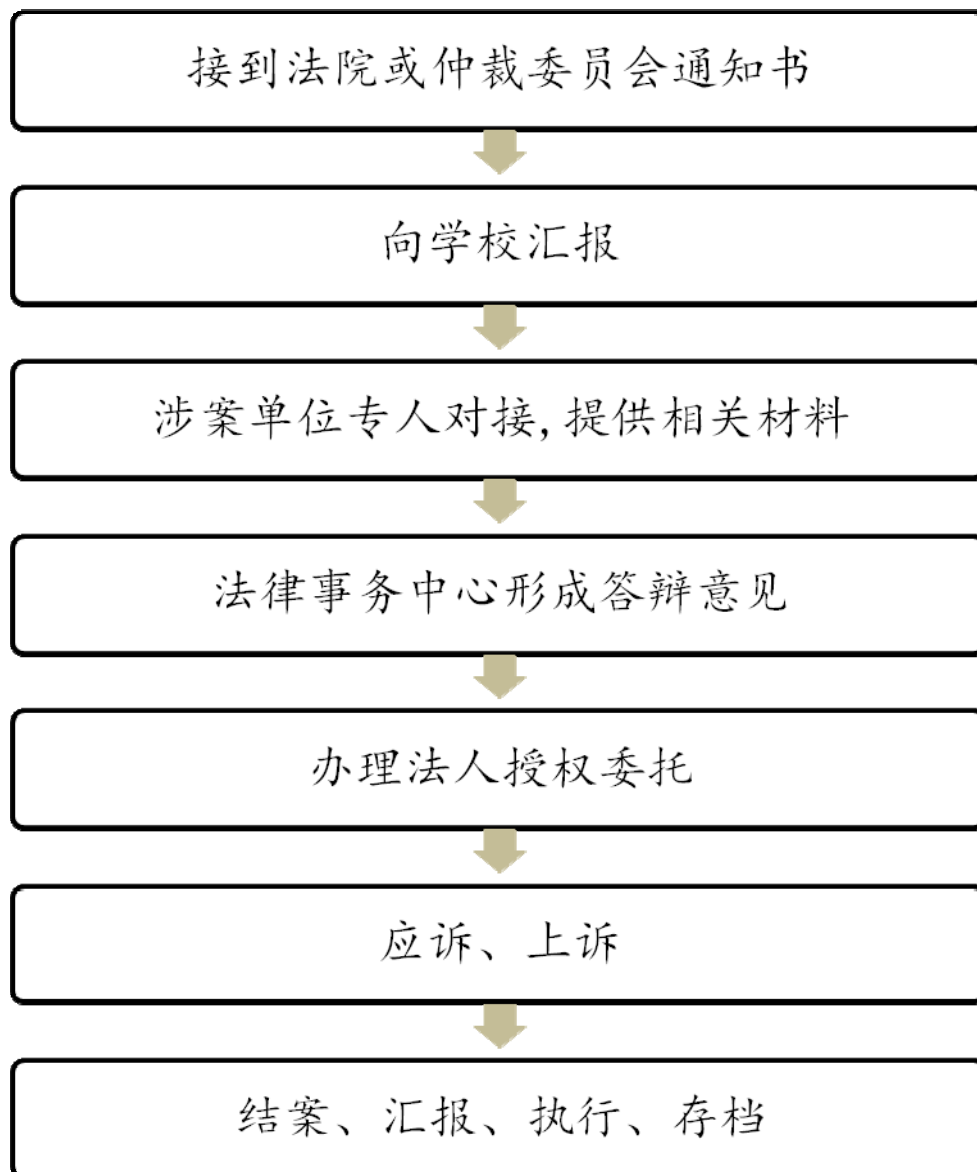 接到法院或仲裁委员会通知书
向学校汇报
涉案单位专人对接,提供相关材料
法律事务中心形成答辩意见
办理法人授权委托
应诉、上诉
结案、汇报、执行、存档